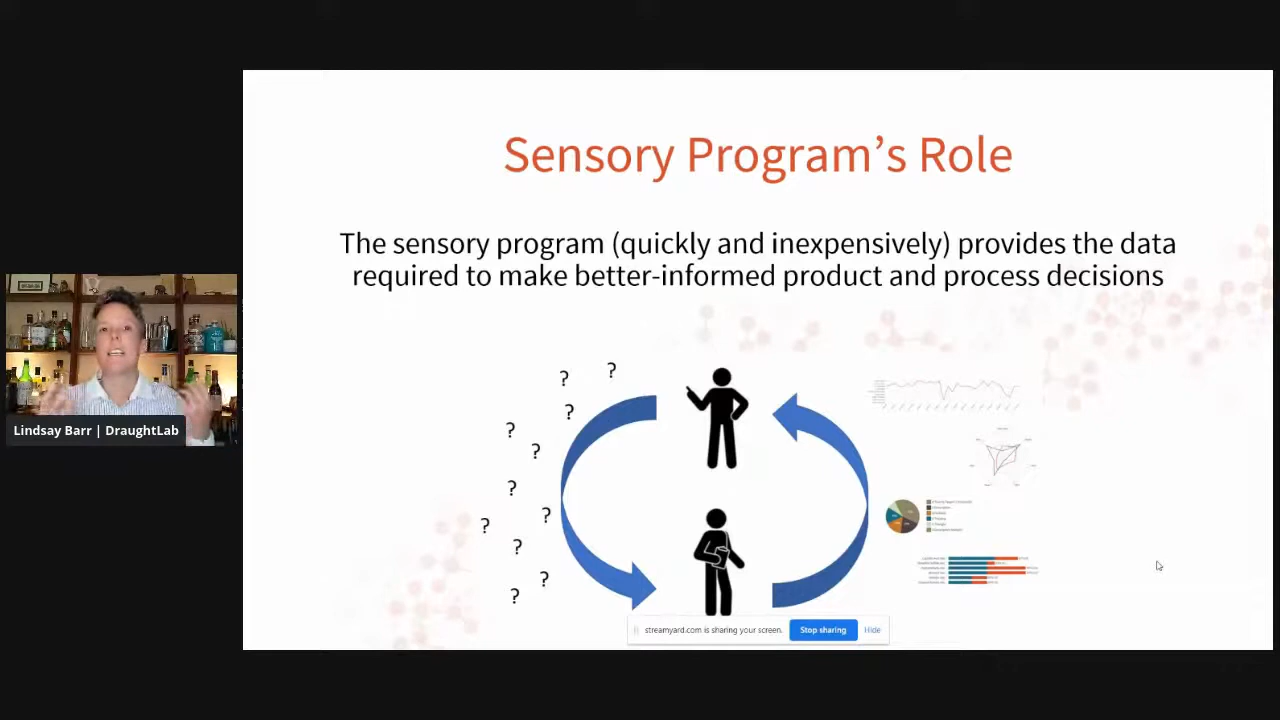 Sensory Program’s Role
The sensory program (quickly and inexpensively) provides the data
required to make better-informed product and process decisions
? ?
?
?
?
?
? ?
?
?
?
Lindsay Barr | DraughtLab
streamyard.com is sharing your screen. Stop sharing Hide